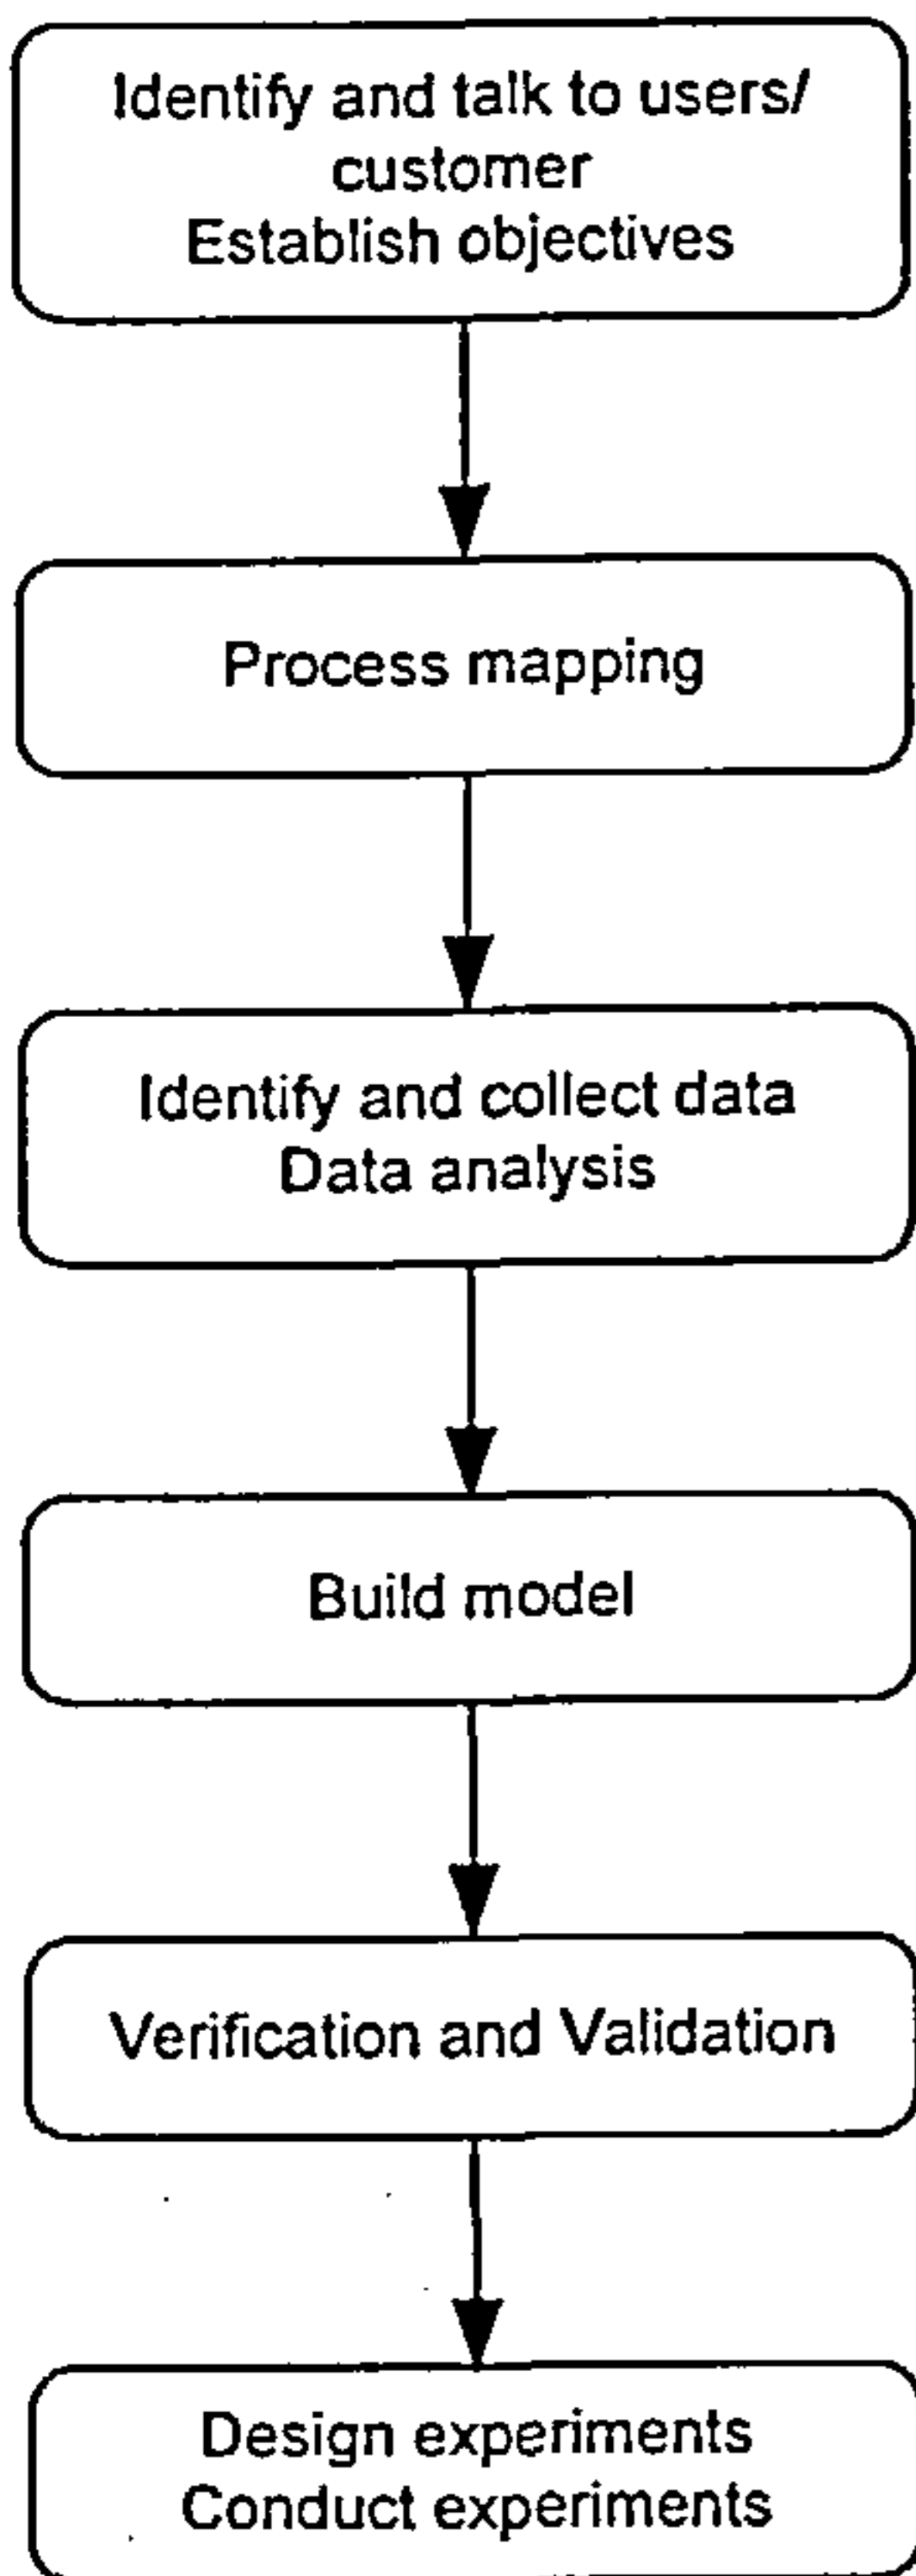 Identify and talk to users/
customer
Establish objectives
Process mapping
Identify and collect data
Data analysis
Build model
Verification and Validation
Design experiments
Conduct experiments